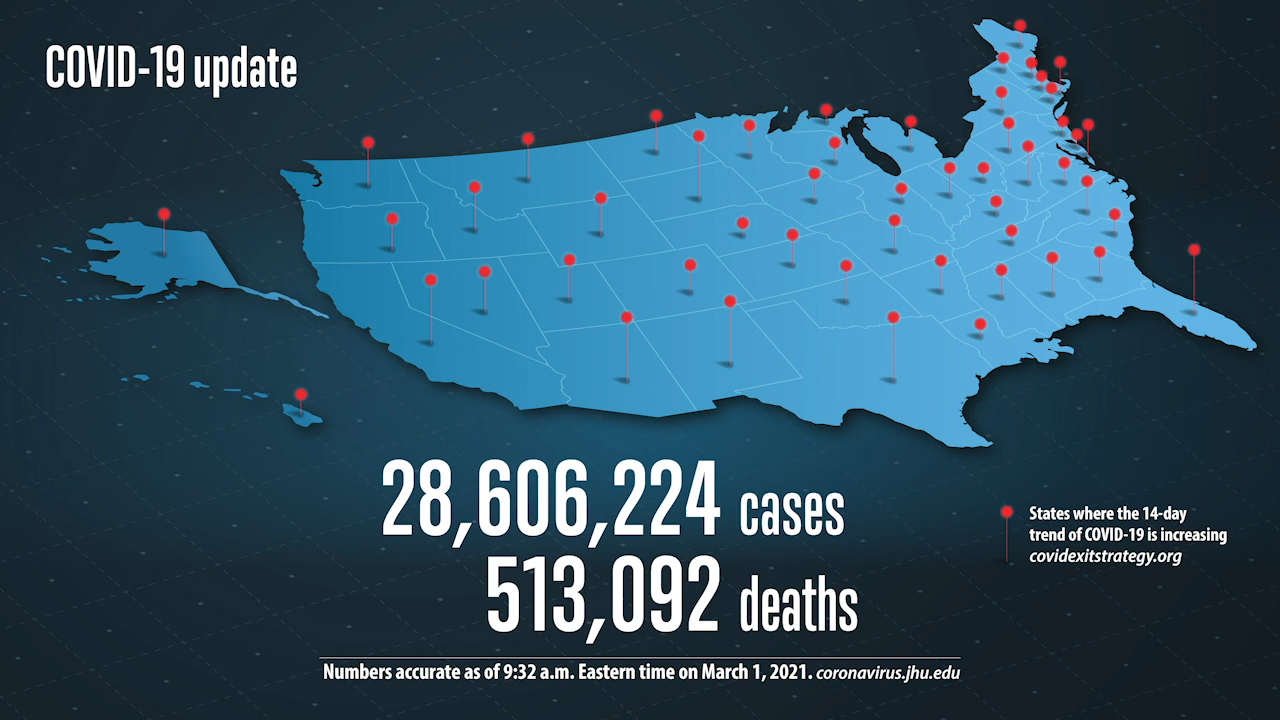 COVID-19 update
28,606,224 cases
513,092 deaths
States where the 14-day
trend of COVID-19 is increasing
covidexitstrategy.org
Numbers accurate as of 9:32 a.m. Eastern time on March 1, 2021. coronavirus.jhu.edu